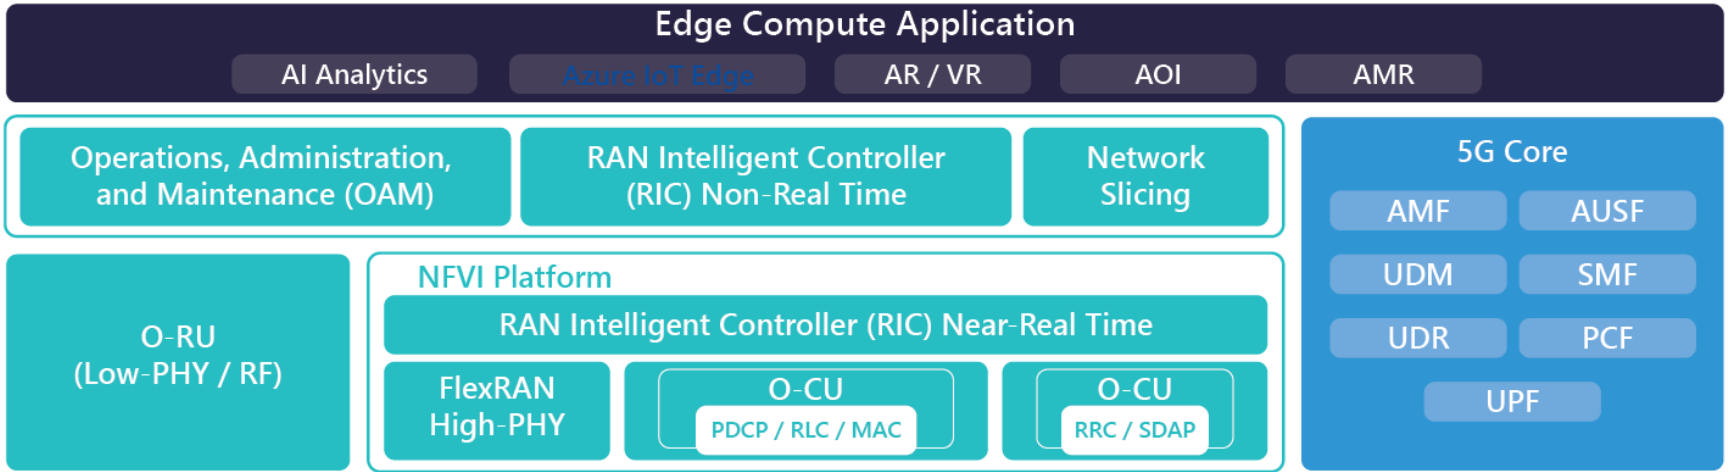 Edge Compute Application
AI Analytics
Azure IoT Edge
AR / VR
AOI
AMR
Operations, Administration,
and Maintenance (OAM)
RAN Intelligent Controller
(RIC) Non-Real Time
Network
Slicing
5G Core
AMF
AUSF
UDM
SMF
UDR
PCF
UPF
O-RU
(Low-PHY / RF)
NFVI Platform
RAN Intelligent Controller (RIC) Near-Real Time
FlexRAN
High-PHY
O-CU
PDCP / RLC / MAC
O-CU
RRC / SDAP